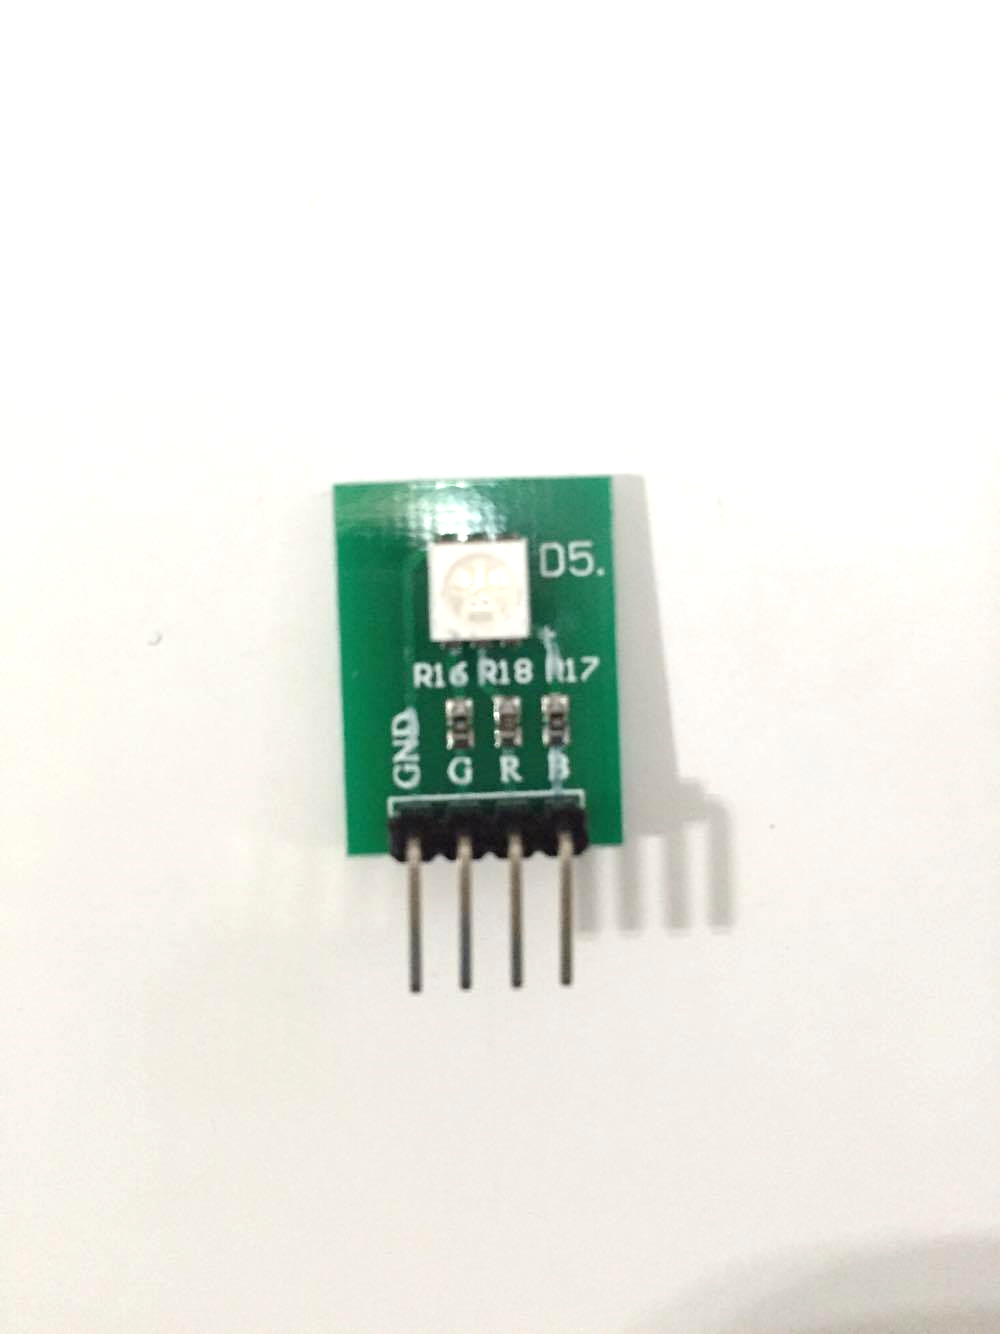 D5.
R16 R18 R17
GND G R B